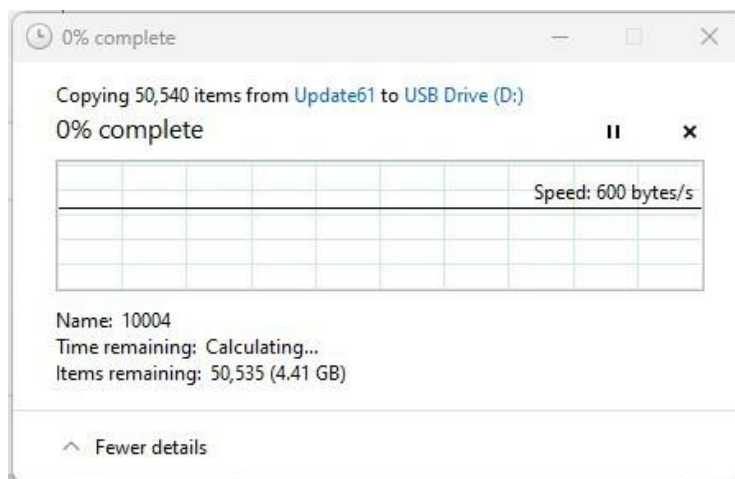 0% complete
Copying 50,540 items from Update61 to USB Drive (D:)
0% complete
Speed: 600 bytes/s
Name: 10004
Time remaining: Calculating...
Items remaining: 50,535 (4.41 GB)
Fewer details